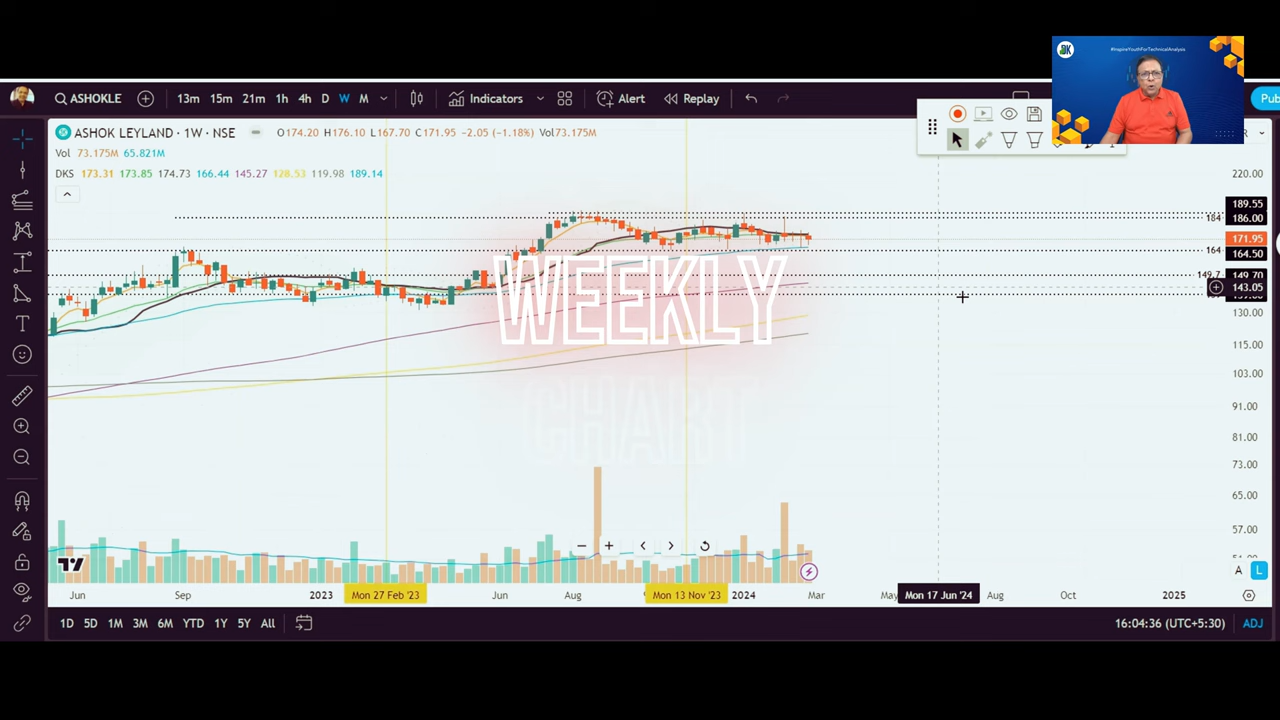 DK
#InspireYouthForTechnicalAnalysis
ASHOKLE 13m 15m 21m 1h 4h D W M Indicators Alert Replay Pub
ASHOK LEYLAND · 1W · NSE O174.20 H176.10 L167.70 C171.95 −2.05 (−1.18%) Vol73.175M
Vol 73.175M 65.821M
DKS 173.31 173.85 174.73 166.44 145.27 128.53 119.98 189.14
220.00
189.55
184 186.00
171.95
164 164.50
149.7 149.70
143.05
130.00
115.00
103.00
91.00
81.00
73.00
65.00
57.00
WEEKLY
CHART
A L
Jun Sep 2023 Mon 27 Feb '23 Jun Aug Mon 13 Nov '23 2024 Mar May Mon 17 Jun '24 Aug Oct 2025
1D 5D 1M 3M 6M YTD 1Y 5Y All 16:04:36 (UTC+5:30) ADJ